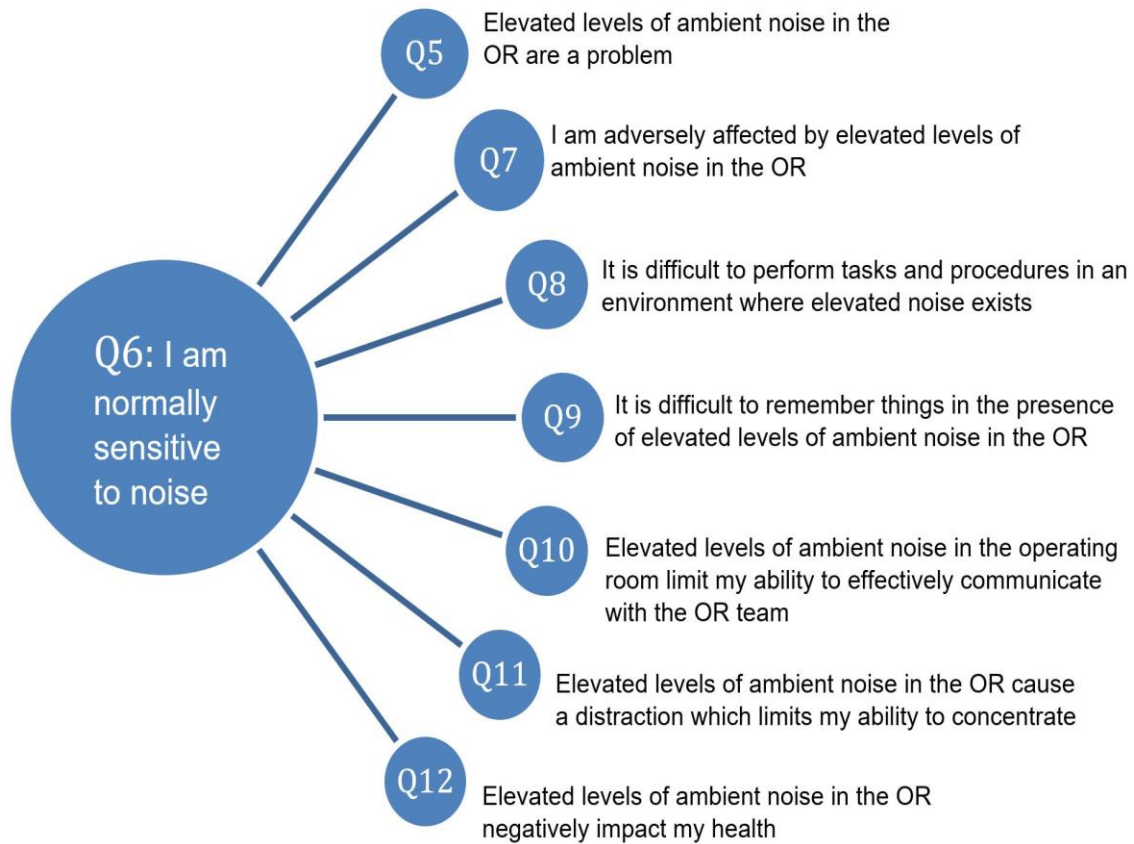 Q5
Elevated levels of ambient noise in the
OR are a problem
Q7
I am adversely affected by elevated levels of
ambient noise in the OR
Q8
It is difficult to perform tasks and procedures in an
environment where elevated noise exists
Q6: I am
normally
sensitive
to noise
Q9
It is difficult to remember things in the presence
of elevated levels of ambient noise in the OR
Q10
Elevated levels of ambient noise in the operating
room limit my ability to effectively communicate
with the OR team
Q11
Elevated levels of ambient noise in the OR cause
a distraction which limits my ability to concentrate
Q12
Elevated levels of ambient noise in the OR
negatively impact my health